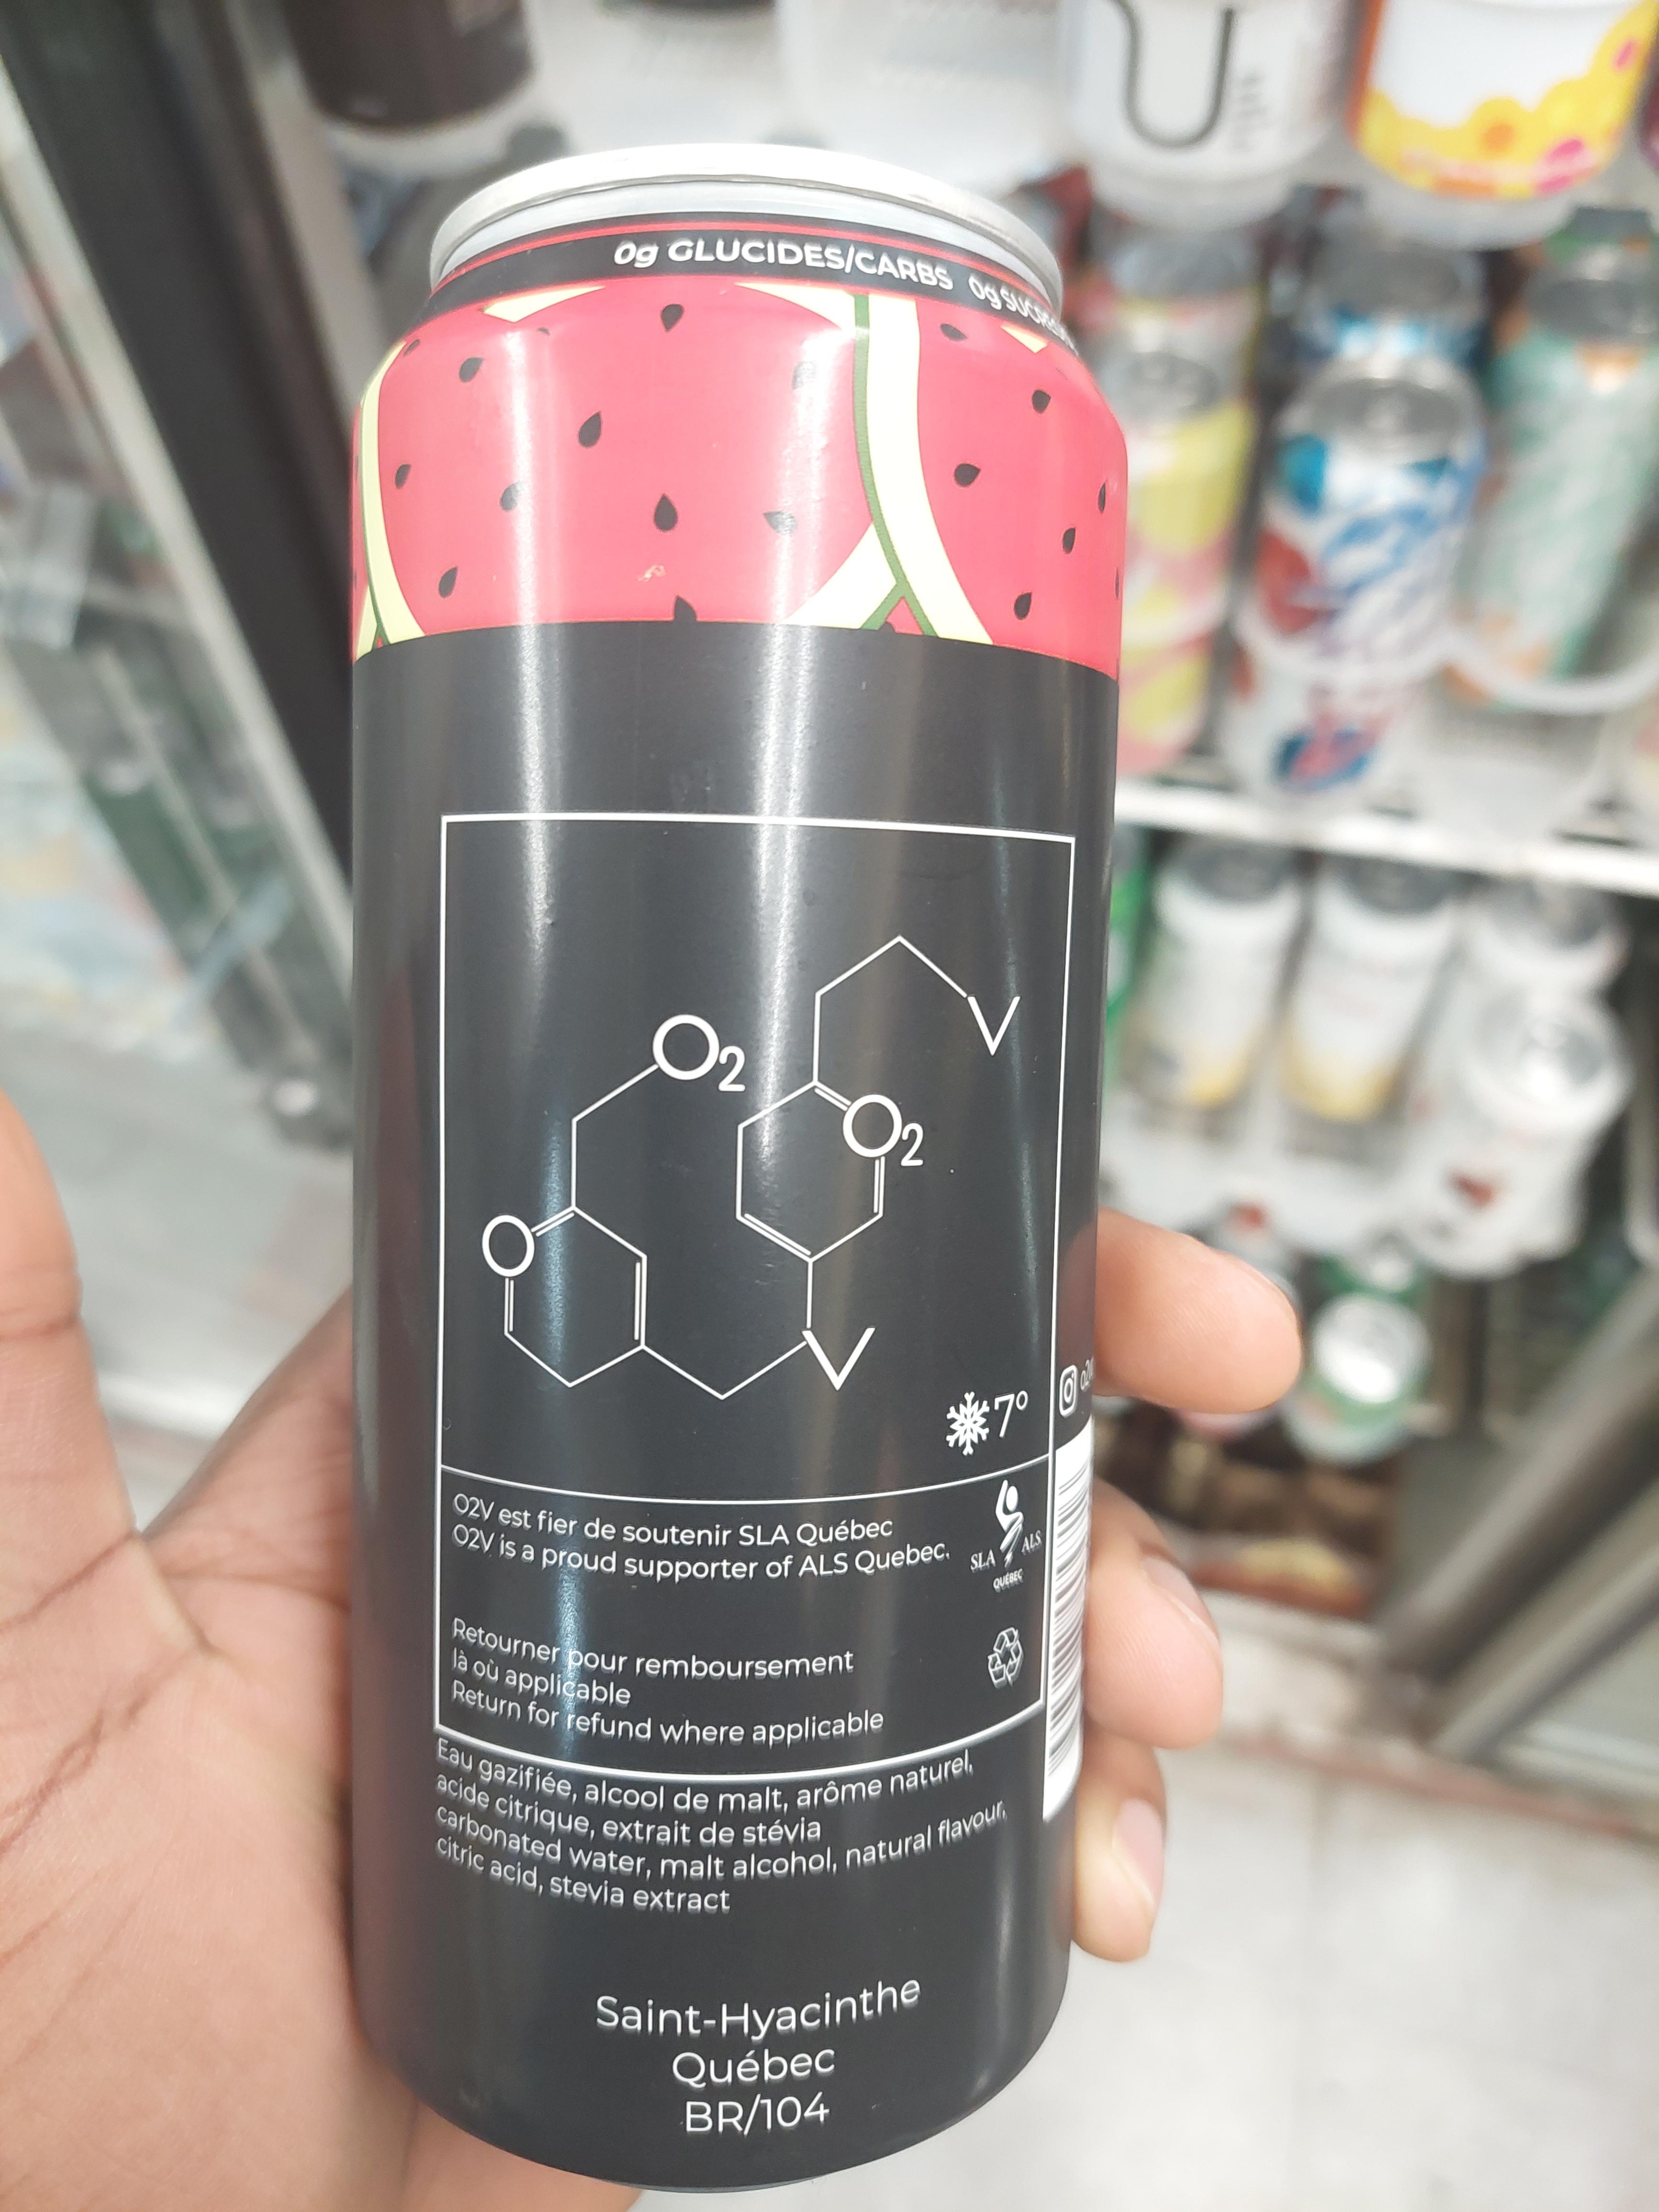 0g GLUCIDES/CARBS 0g
O2
V
O2
O
V
7°
O2V est fier de soutenir SLA Québec
O2V is a proud supporter of ALS Quebec.
SLA ALS
QUÉBEC
Retourner pour remboursement
là où applicable
Return for refund where applicable
Eau gazifiée, alcool de malt, arôme naturel,
acide citrique, extrait de stévia
carbonated water, malt alcohol, natural flavour,
citric acid, stevia extract
Saint-Hyacinthe
Québec
BR/104